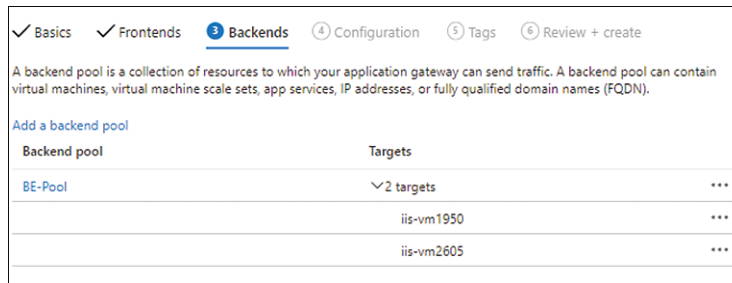 Basics Frontends 3 Backends 4 Configuration 5 Tags 6 Review + create
A backend pool is a collection of resources to which your application gateway can send traffic. A backend pool can contain
virtual machines, virtual machine scale sets, app services, IP addresses, or fully qualified domain names (FQDN).
Add a backend pool
Backend pool Targets
BE-Pool 2 targets
iis-vm1950
iis-vm2605